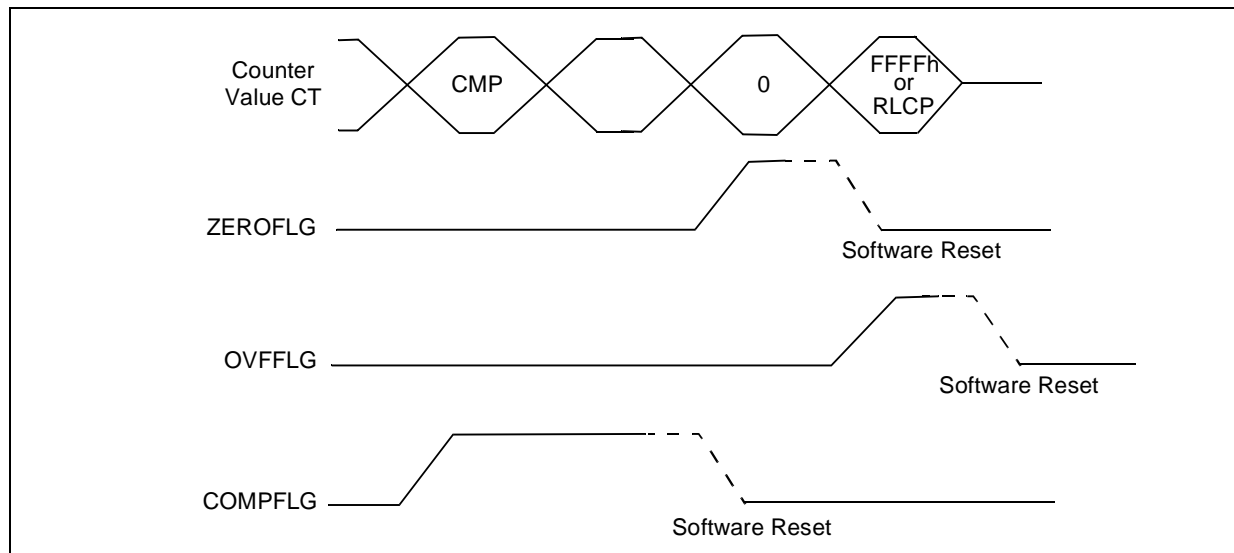 Counter
Value CT
CMP
0
FFFFh
or
RLCP
ZEROFLG
Software Reset
OVFFLG
Software Reset
COMPFLG
Software Reset